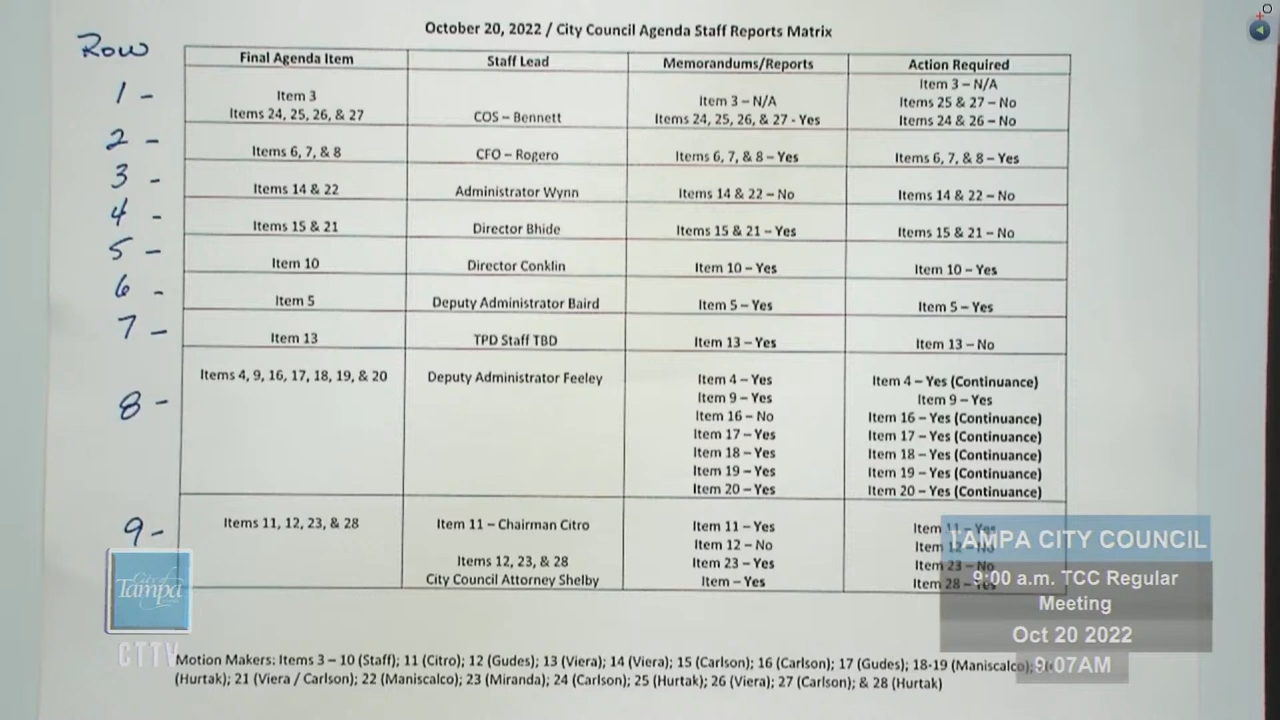 October 20, 2022 / City Council Agenda Staff Reports Matrix
Row
Final Agenda Item Staff Lead Memorandums/Reports Action Required
1 -
Item 3
Items 24, 25, 26, & 27
COS – Bennett
Item 3 – N/A
Items 24, 25, 26, & 27 - Yes
Item 3 – N/A
Items 25 & 27 – No
Items 24 & 26 – No
2 -
Items 6, 7, & 8 CFO – Rogero Items 6, 7, & 8 – Yes Items 6, 7, & 8 – Yes
3 -
Items 14 & 22 Administrator Wynn Items 14 & 22 – No Items 14 & 22 – No
4 -
Items 15 & 21 Director Bhide Items 15 & 21 – Yes Items 15 & 21 – No
5 -
Item 10 Director Conklin Item 10 – Yes Item 10 – Yes
6 -
Item 5 Deputy Administrator Baird Item 5 – Yes Item 5 – Yes
7 -
Item 13 TPD Staff TBD Item 13 – Yes Item 13 – No
8 -
Items 4, 9, 16, 17, 18, 19, & 20 Deputy Administrator Feeley
Item 4 – Yes
Item 9 – Yes
Item 16 – No
Item 17 – Yes
Item 18 – Yes
Item 19 – Yes
Item 20 – Yes
Item 4 – Yes (Continuance)
Item 9 – Yes
Item 16 – Yes (Continuance)
Item 17 – Yes (Continuance)
Item 18 – Yes (Continuance)
Item 19 – Yes (Continuance)
Item 20 – Yes (Continuance)
9 -
Items 11, 12, 23, & 28
Item 11 – Chairman Citro
Items 12, 23, & 28
City Council Attorney Shelby
Item 11 – Yes
Item 12 – No
Item 23 – Yes
Item – Yes
Item 11 – Yes
Item 12 – No
Item 23 – No
Item 28 – Yes
TAMPA CITY COUNCIL
9:00 a.m. TCC Regular
Meeting
Oct 20 2022
9:07AM
City of
Tampa
CTTV
Motion Makers: Items 3 – 10 (Staff); 11 (Citro); 12 (Gudes); 13 (Viera); 14 (Viera); 15 (Carlson); 16 (Carlson); 17 (Gudes); 18-19 (Maniscalco);
(Hurtak); 21 (Viera / Carlson); 22 (Maniscalco); 23 (Miranda); 24 (Carlson); 25 (Hurtak); 26 (Viera); 27 (Carlson); & 28 (Hurtak)